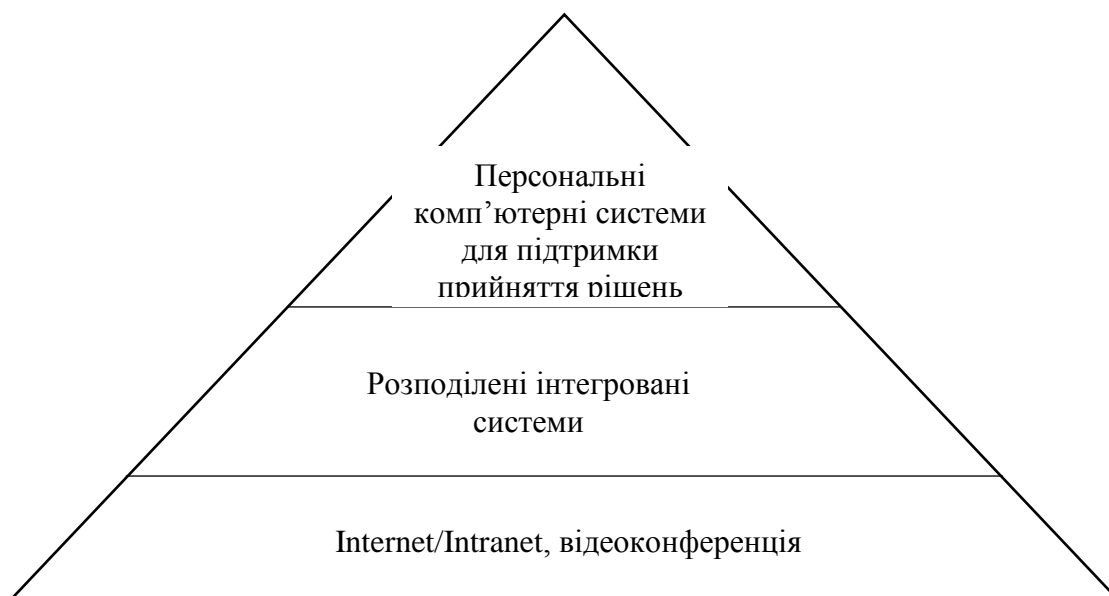 Персональні
комп’ютерні системи
для підтримки
прийняття рішень
Розподілені інтегровані
системи
Internet/Intranet, відеоконференція